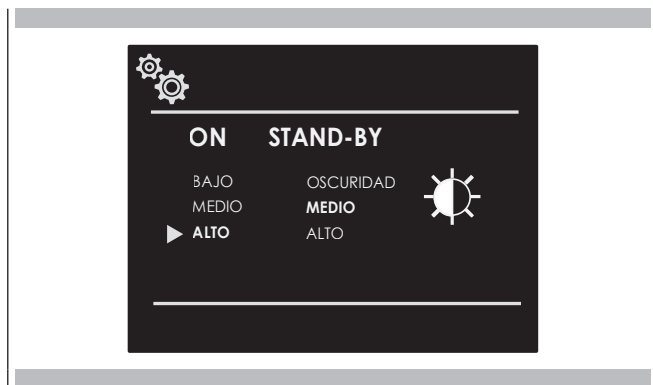 ON STAND-BY
BAJO OSCURIDAD
MEDIO MEDIO
ALTO ALTO